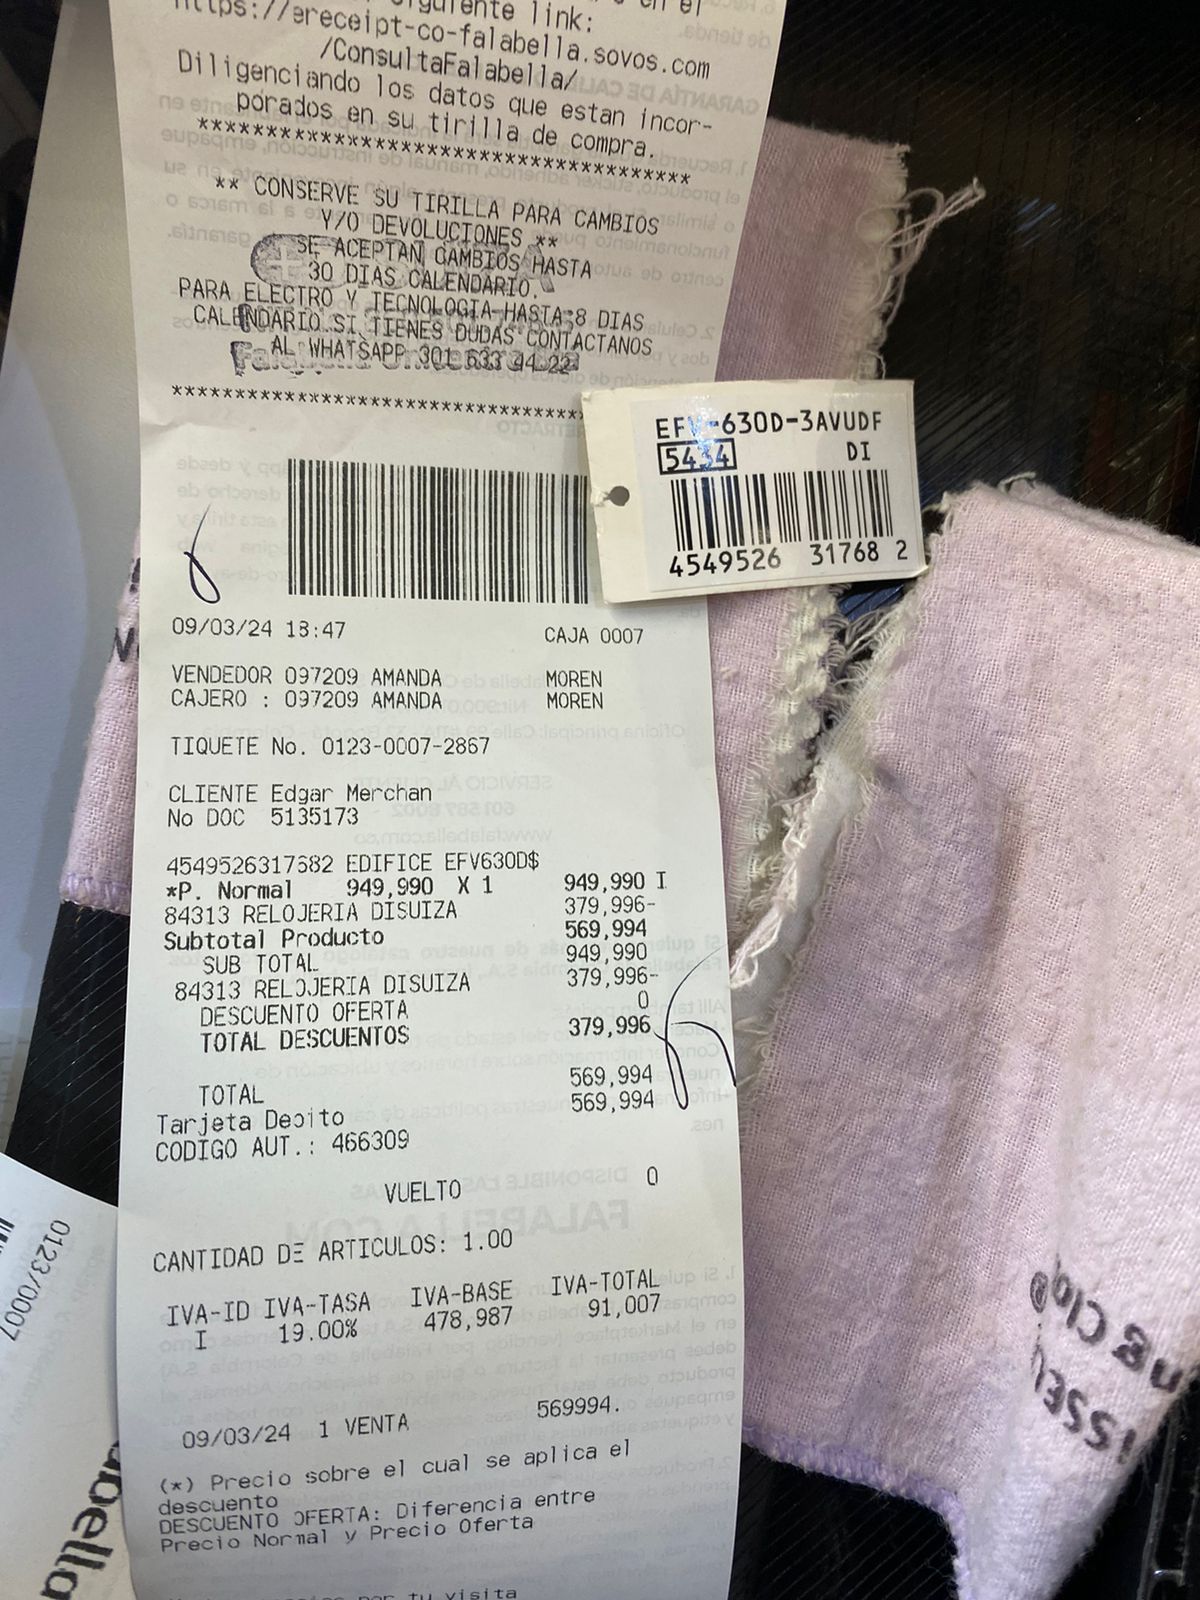 siguiente link:
https://ereceipt-co-falabella.sovos.com
/ConsultaFalabella/
Diligenciando los datos que estan incor-
porados en su tirilla de compra.
****************************************
** CONSERVE SU TIRILLA PARA CAMBIOS
Y/O DEVOLUCIONES **
SE ACEPTAN CAMBIOS HASTA
30 DIAS CALENDARIO.
PARA ELECTRO Y TECNOLOGIA HASTA 8 DIAS
CALENDARIO.SI TIENES DUDAS CONTACTANOS
AL WHATSAPP 301 633 44 22
************************************
EFV-630D-3AVUDF
5434 DI
4549526 31768 2
09/03/24 18:47 CAJA 0007
VENDEDOR 097209 AMANDA MOREN
CAJERO : 097209 AMANDA MOREN
TIQUETE No. 0123-0007-2867
CLIENTE Edgar Merchan
No DOC 5135173
4549526317682 EDIFICE EFV630D$
*P. Normal 949,990 X 1 949,990 I
84313 RELOJERIA DISUIZA 379,996-
Subtotal Producto 569,994
SUB TOTAL 949,990
84313 RELOJERIA DISUIZA 379,996-
DESCUENTO OFERTA 0
TOTAL DESCUENTOS 379,996
TOTAL 569,994
Tarjeta Debito 569,994
CODIGO AUT.: 466309
VUELTO 0
CANTIDAD DE ARTICULOS: 1.00
IVA-ID IVA-TASA IVA-BASE IVA-TOTAL
I 19.00% 478,987 91,007
09/03/24 1 VENTA 569994.
(*) Precio sobre el cual se aplica el
descuento
DESCUENTO OFERTA: Diferencia entre
Precio Normal y Precio Oferta
por tu visita
0123/0007
abella